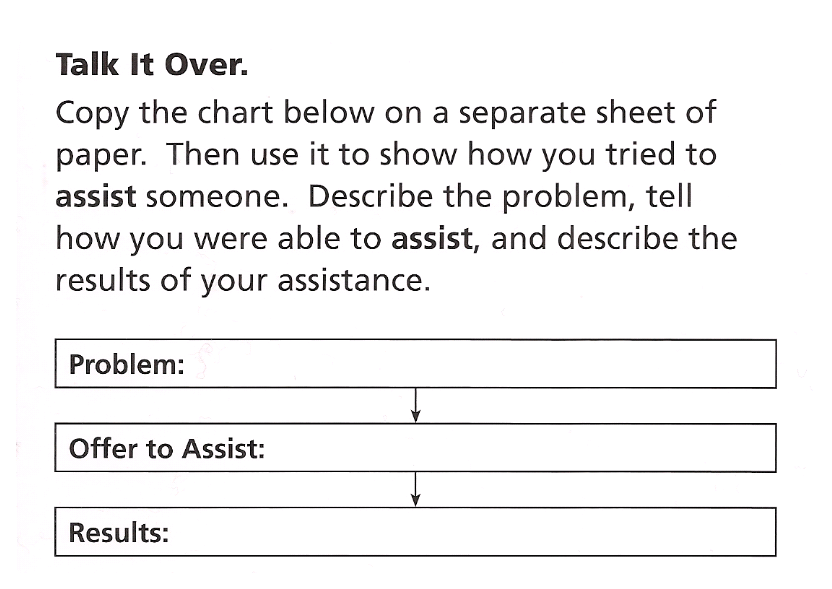 Talk It Over.
Copy the chart below on a separate sheet of
paper.  Then use it to show how you tried to
assist someone.  Describe the problem, tell
how you were able to assist, and describe the
results of your assistance.
Problem:
Offer to Assist:
Results: